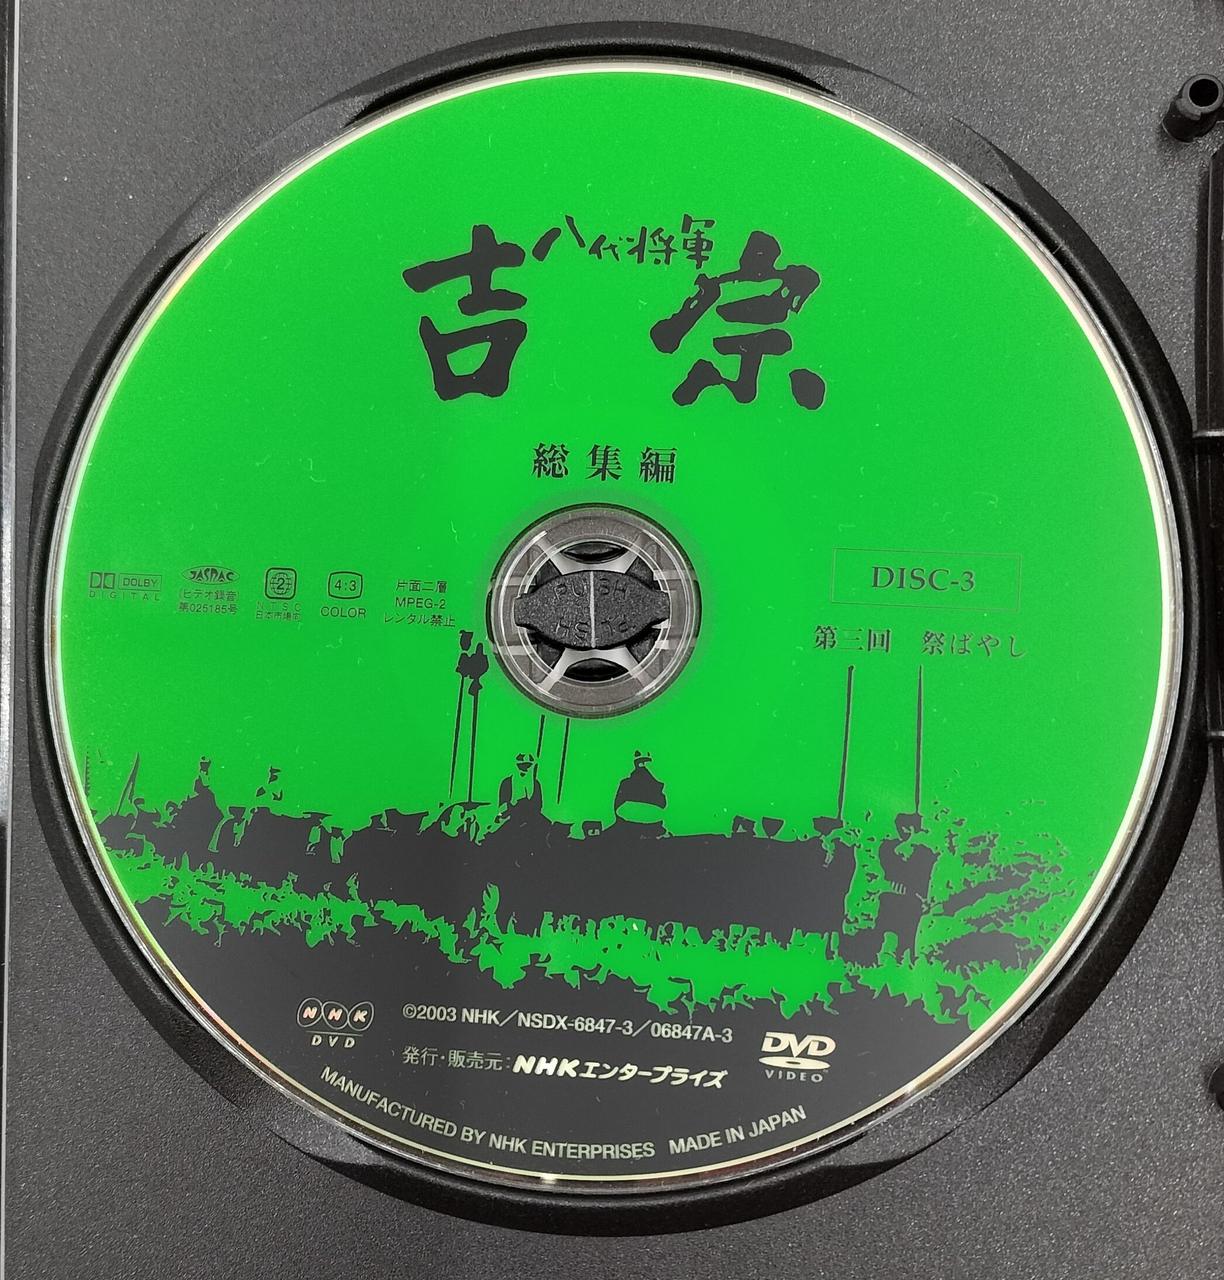 八代将軍
吉宗
総集編
DOLBY
DIGITAL
JASRAC
(ビデオ録音)
第025185号
2
NTSC
日本市場向
4:3
COLOR
片面二層
MPEG-2
レンタル禁止
PUSH
PUSH
DISC-3
第三回 祭ばやし
NHK
DVD
©2003 NHK/NSDX-6847-3/06847A-3
発行・販売元:NHKエンタープライズ
DVD
VIDEO
MANUFACTURED BY NHK ENTERPRISES MADE IN JAPAN